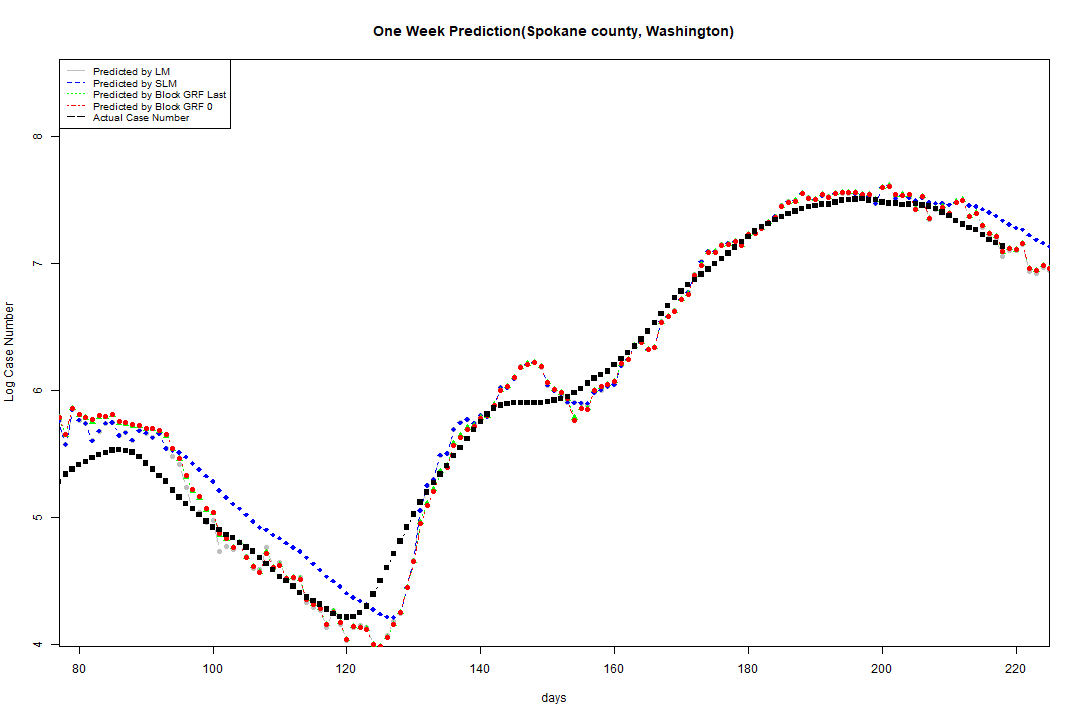 One Week Prediction(Spokane county, Washington)
Predicted by LM
Predicted by SLM
Predicted by Block GRF Last
Predicted by Block GRF 0
Actual Case Number
8
7
6
5
4
Log Case Number
80 100 120 140 160 180 200 220
days